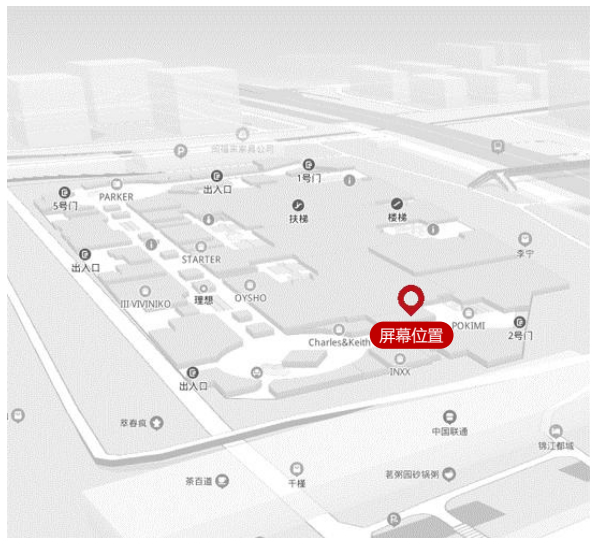 P
出入口
1号门
5号门
PARKER
扶梯
楼梯
出入口
STARTER
李宁
III VIVINIKO
理想
OYSHO
屏幕位置
POKIMI
2号门
Charles&Keith
INXX
出入口
萃春疯
中国联通
锦江都城
茶百道
千槿
茗粥园砂锅粥